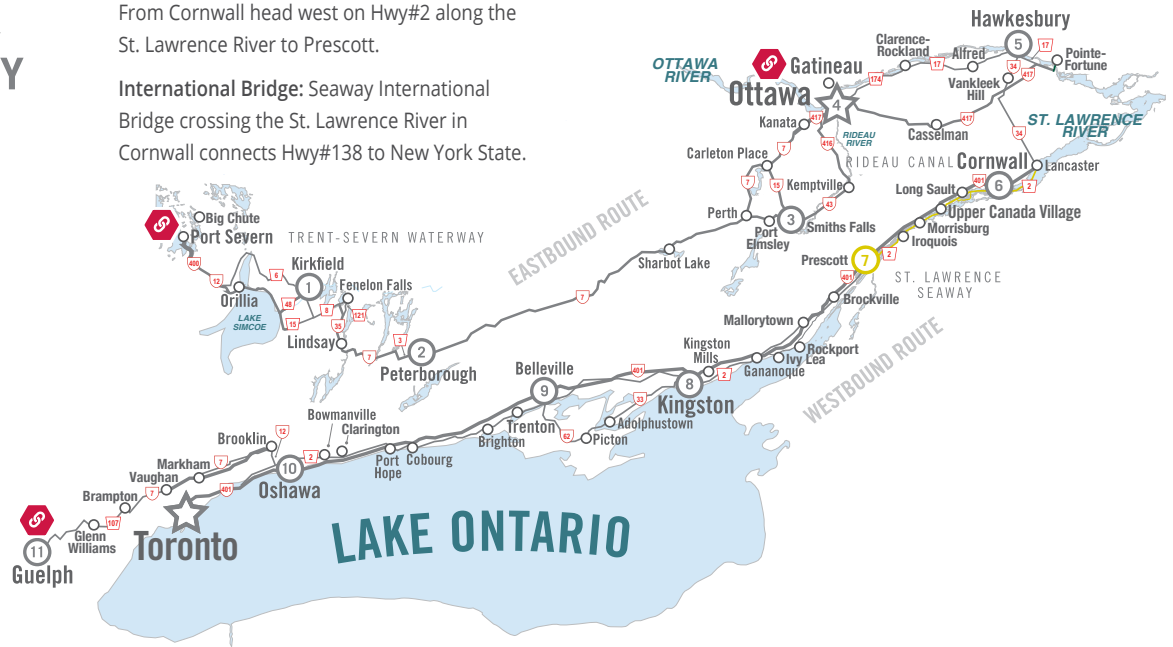 From Cornwall head west on Hwy#2 along the
St. Lawrence River to Prescott.
Y
International Bridge: Seaway International
Bridge crossing the St. Lawrence River in
Cornwall connects Hwy#138 to New York State.
Hawkesbury
5
17
Clarence-
Rockland
Alfred
Pointe-
Fortune
OTTAWA
RIVER
Gatineau
174
17
34
417
Vankleek
Hill
Ottawa
4
Kanata
417
Casselman
417
ST. LAWRENCE
RIVER
34
RIDEAU
RIVER
416
7
Carleton Place
RIDEAU CANAL
Cornwall
Lancaster
7
15
Kemptville
Long Sault
401
6
2
43
Perth
Port
Elmsley
3
Smiths Falls
Upper Canada Village
Morrisburg
Iroquois
Big Chute
Port Severn
TRENT-SEVERN WATERWAY
EASTBOUND ROUTE
Sharbot Lake
Prescott
7
2
401
ST. LAWRENCE
SEAWAY
400
12
6
Kirkfield
1
Fenelon Falls
Orillia
48
8
121
LAKE
SIMCOE
15
35
7
Brockville
Lindsay
7
3
2
Peterborough
Mallorytown
Kingston
Mills
Rockport
Ivy Lea
Gananoque
WESTBOUND ROUTE
Belleville
9
401
8
2
Kingston
33
Adolphustown
Trenton
62
Picton
Brighton
Bowmanville
Clarington
Brooklin
12
2
Port
Hope
Cobourg
Markham
7
10
Oshawa
Vaughan
7
401
Brampton
107
Glenn
Williams
Toronto
11
Guelph
LAKE ONTARIO